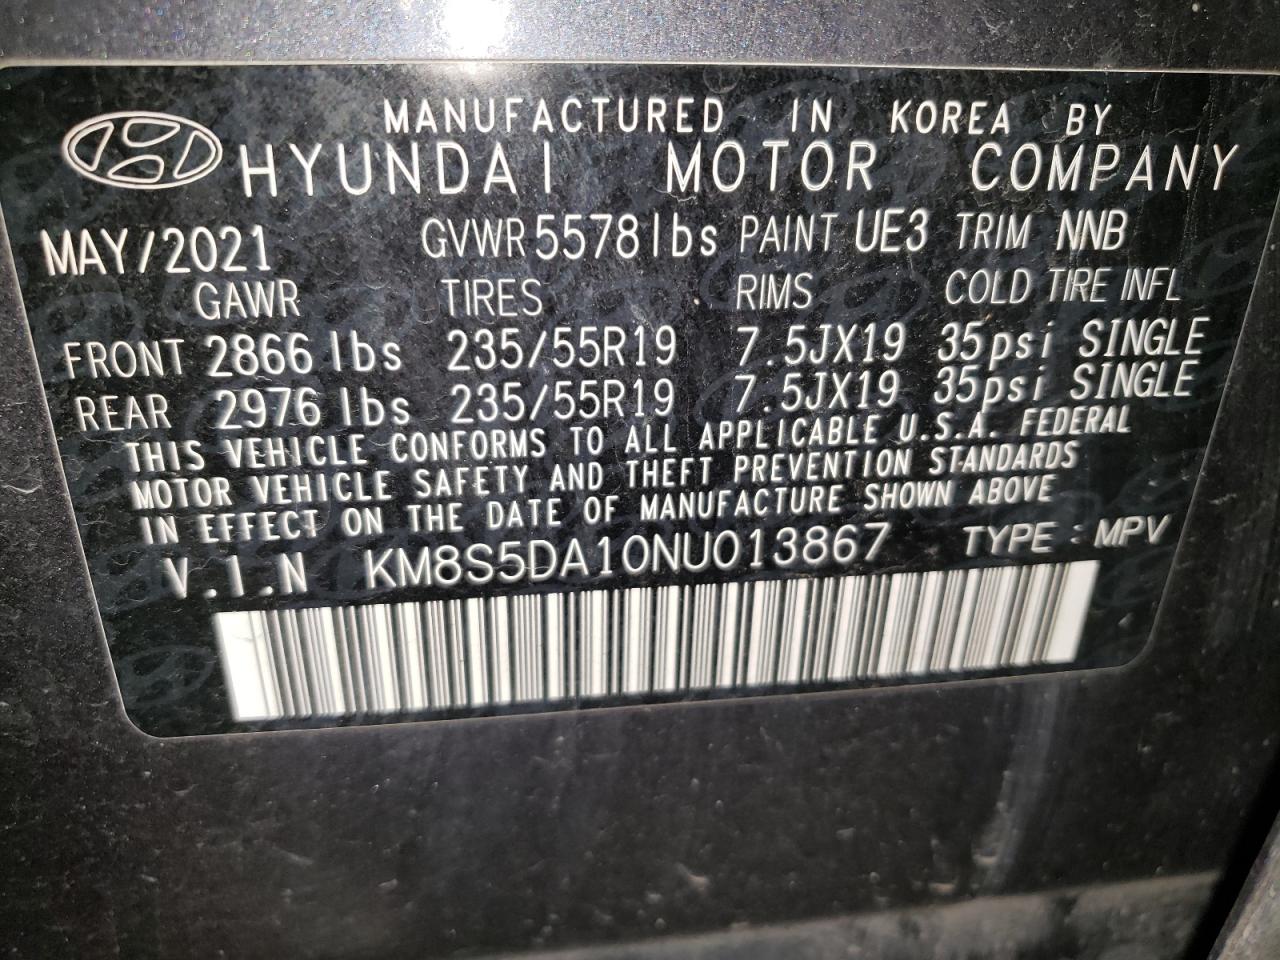 MANUFACTURED IN KOREA BY
HYUNDAI MOTOR COMPANY
MAY/2021 GVWR 5578lbs PAINT UE3 TRIM NNB
GAWR TIRES RIMS COLD TIRE INFL
FRONT 2866 lbs 235/55R19 7.5JX19 35psi SINGLE
REAR 2976 lbs 235/55R19 7.5JX19 35psi SINGLE
THIS VEHICLE CONFORMS TO ALL APPLICABLE U.S.A. FEDERAL
MOTOR VEHICLE SAFETY AND THEFT PREVENTION STANDARDS
IN EFFECT ON THE DATE OF MANUFACTURE SHOWN ABOVE
V.I.N KM8S5DA10NU013867 TYPE : MPV